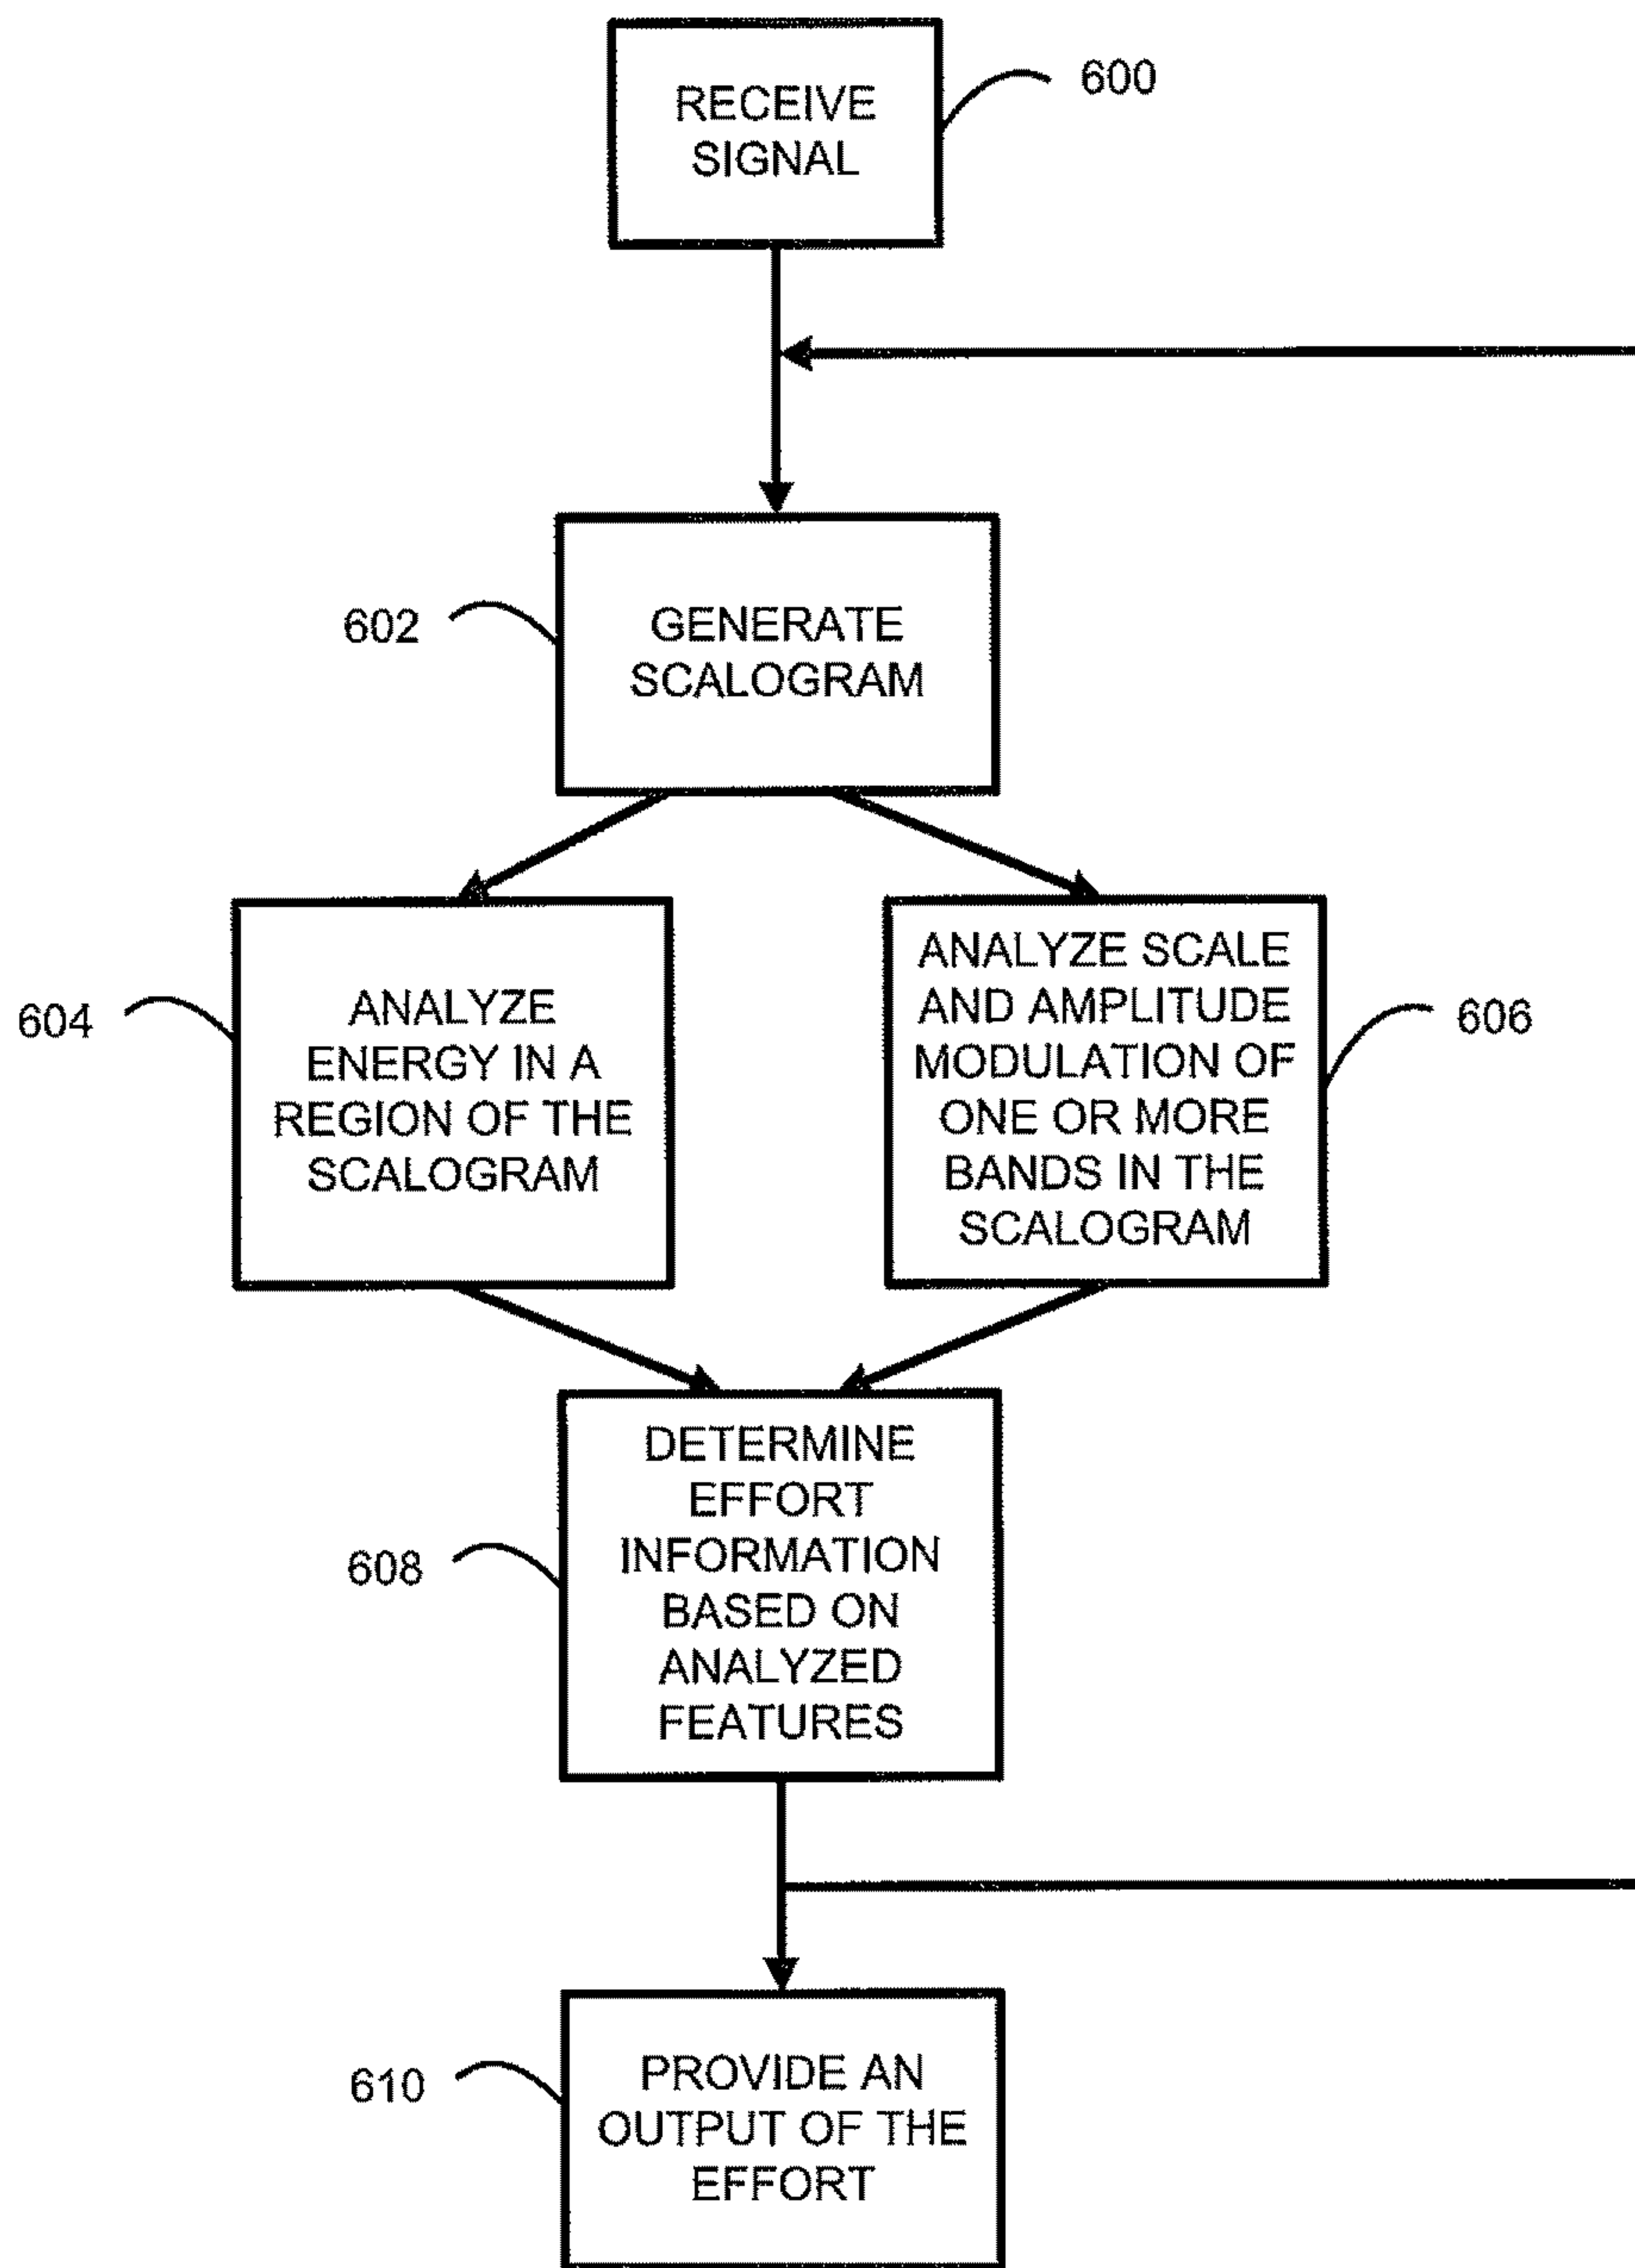 RECEIVE
SIGNAL
600
602
GENERATE
SCALOGRAM
604
ANALYZE
ENERGY IN A
REGION OF THE
SCALOGRAM
ANALYZE SCALE
AND AMPLITUDE
MODULATION OF
ONE OR MORE
BANDS IN THE
SCALOGRAM
606
608
DETERMINE
EFFORT
INFORMATION
BASED ON
ANALYZED
FEATURES
610
PROVIDE AN
OUTPUT OF THE
EFFORT